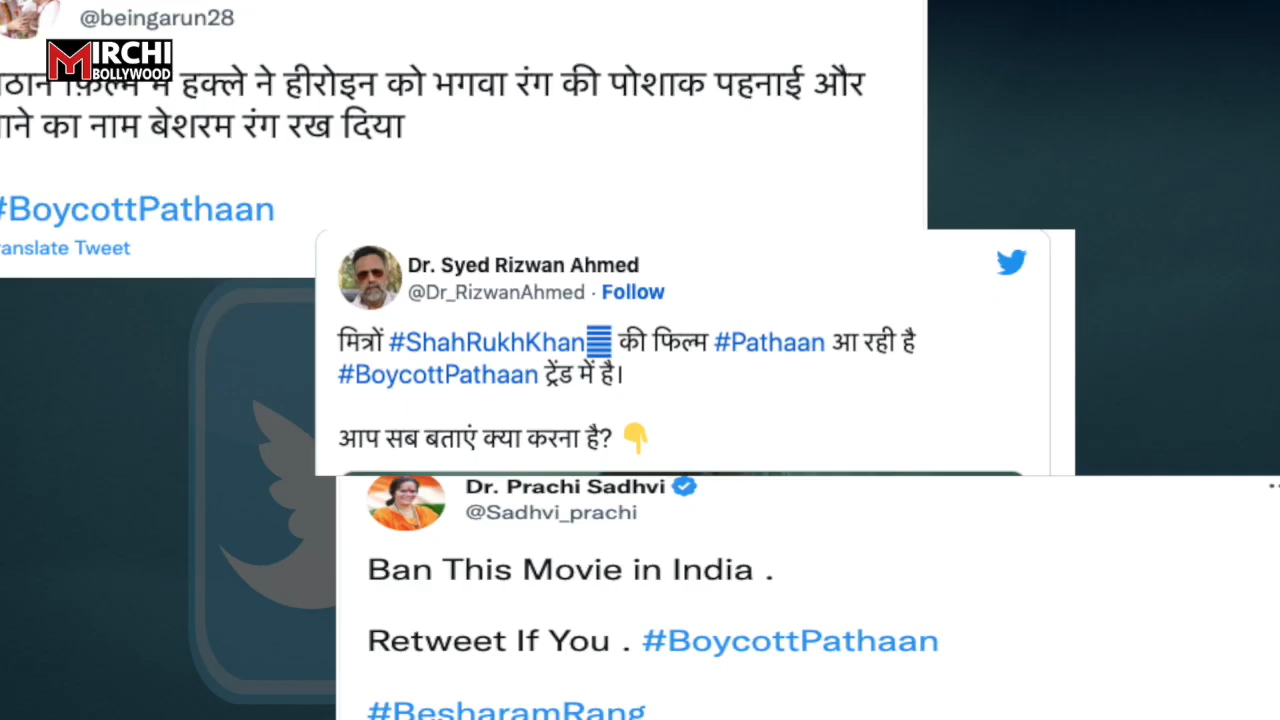 @beingarun28
MIRCHI
BOLLYWOOD
हक्ले ने हीरोइन को भगवा रंग की पोशाक पहनाई और
का नाम बेशरम रंग रख दिया
#BoycottPathaan
anslate Tweet
Dr. Syed Rizwan Ahmed
@Dr_RizwanAhmed · Follow
मित्रों #ShahRukhKhan की फिल्म #Pathaan आ रही है
#BoycottPathaan ट्रेंड में है।
आप सब बताएं क्या करना है? 👇
Dr. Prachi Sadhvi
@Sadhvi_prachi
Ban This Movie in India .
Retweet If You . #BoycottPathaan
#BesharamRang